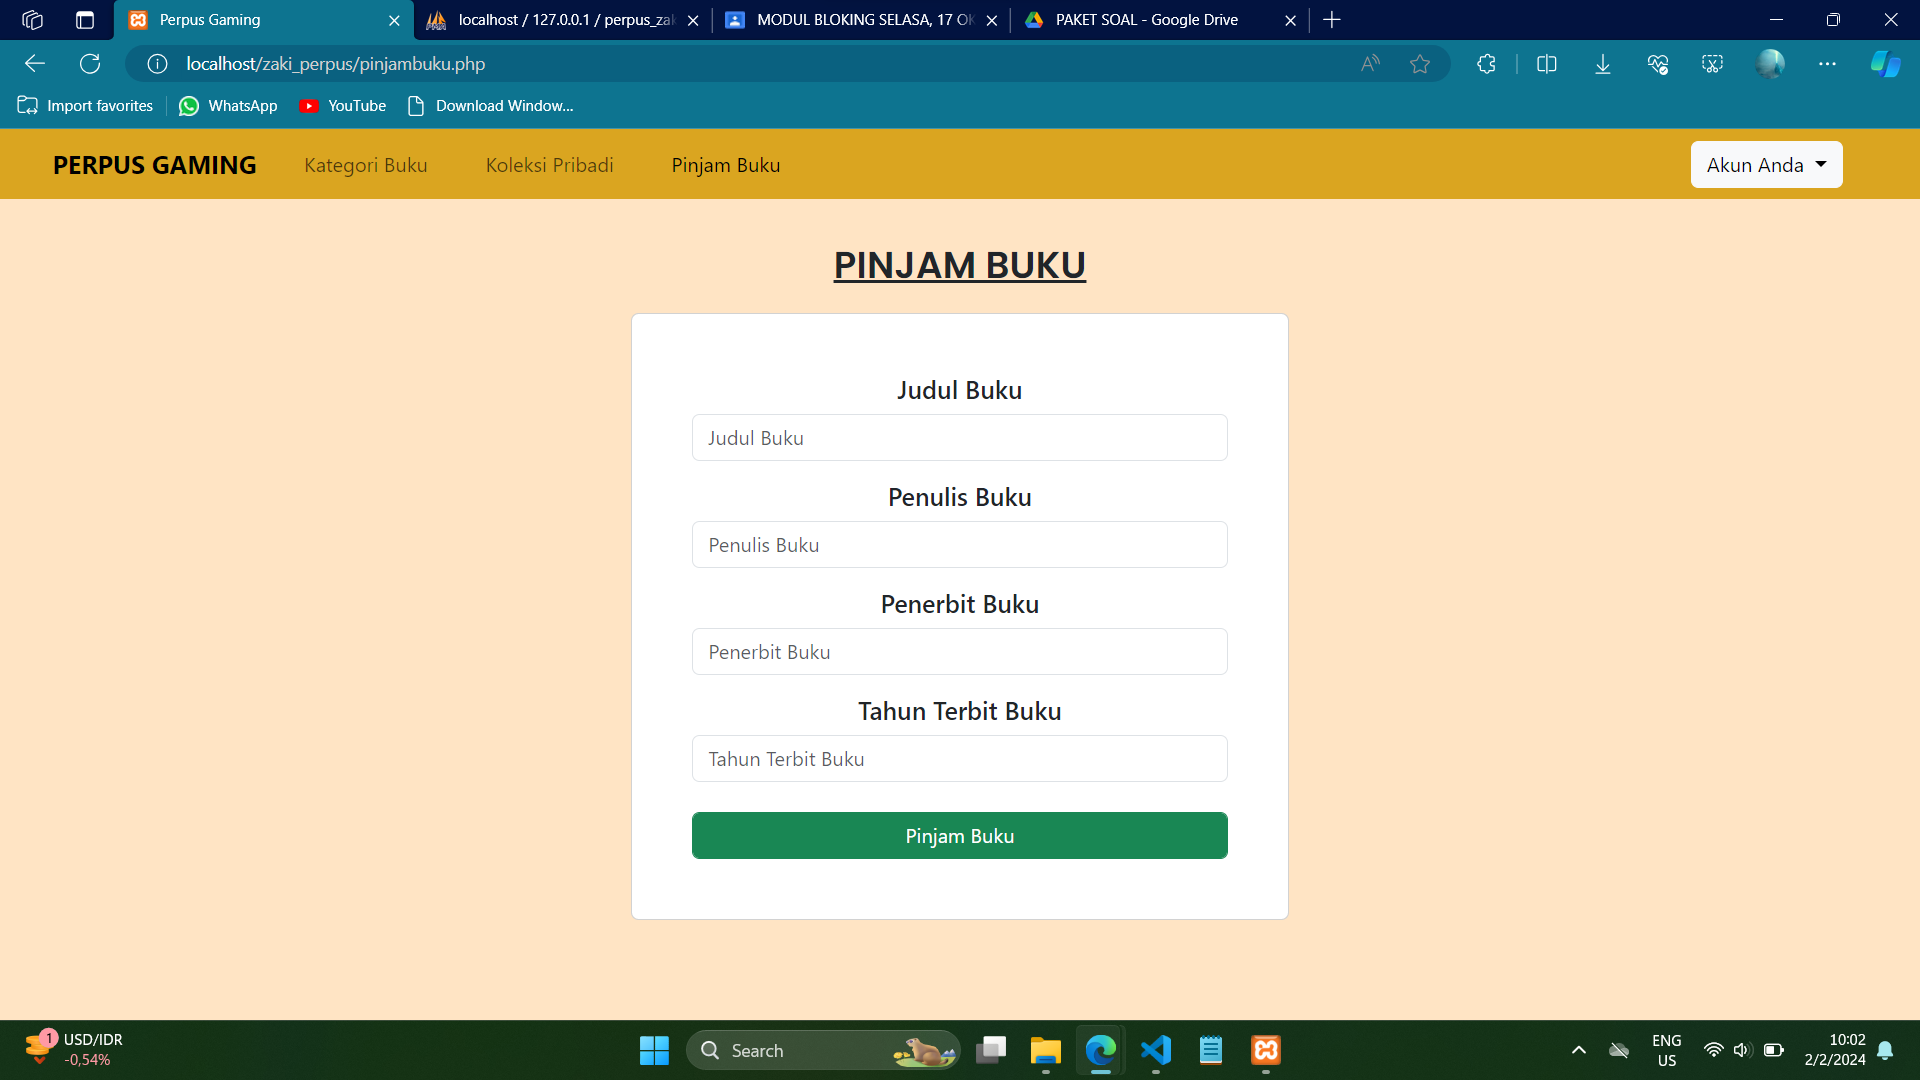 Perpus Gaming
localhost / 127.0.0.1 / perpus_zak
MODUL BLOKING SELASA, 17 OK
PAKET SOAL - Google Drive
localhost/zaki_perpus/pinjambuku.php
Import favorites
WhatsApp
YouTube
Download Window...
PERPUS GAMING
Kategori Buku
Koleksi Pribadi
Pinjam Buku
Akun Anda
PINJAM BUKU
Judul Buku
Judul Buku
Penulis Buku
Penulis Buku
Penerbit Buku
Penerbit Buku
Tahun Terbit Buku
Tahun Terbit Buku
Pinjam Buku
1
USD/IDR
-0,54%
Search
ENG
US
10:02
2/2/2024